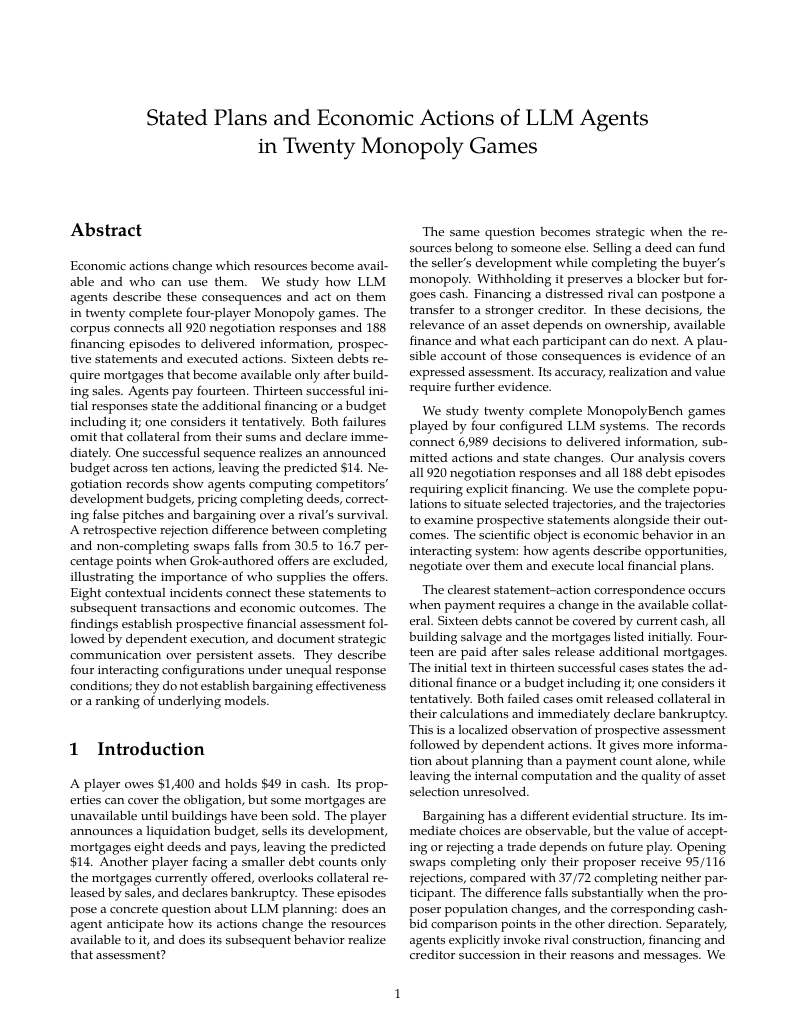 Stated Plans and Economic Actions of LLM Agents
in Twenty Monopoly Games
Abstract
Economic actions change which resources become avail-
able and who can use them. We study how LLM
agents describe these consequences and act on them
in twenty complete four-player Monopoly games. The
corpus connects all 920 negotiation responses and 188
financing episodes to delivered information, prospec-
tive statements and executed actions. Sixteen debts re-
quire mortgages that become available only after build-
ing sales. Agents pay fourteen. Thirteen successful ini-
tial responses state the additional financing or a budget
including it; one considers it tentatively. Both failures
omit that collateral from their sums and declare imme-
diately. One successful sequence realizes an announced
budget across ten actions, leaving the predicted $14. Ne-
gotiation records show agents computing competitors'
development budgets, pricing completing deeds, correct-
ing false pitches and bargaining over a rival's survival.
A retrospective rejection difference between completing
and non-completing swaps falls from 30.5 to 16.7 per-
centage points when Grok-authored offers are excluded,
illustrating the importance of who supplies the offers.
Eight contextual incidents connect these statements to
subsequent transactions and economic outcomes. The
findings establish prospective financial assessment fol-
lowed by dependent execution, and document strategic
communication over persistent assets. They describe
four interacting configurations under unequal response
conditions; they do not establish bargaining effectiveness
or a ranking of underlying models.
1 Introduction
A player owes $1,400 and holds $49 in cash. Its prop-
erties can cover the obligation, but some mortgages are
unavailable until buildings have been sold. The player
announces a liquidation budget, sells its development,
mortgages eight deeds and pays, leaving the predicted
$14. Another player facing a smaller debt counts only
the mortgages currently offered, overlooks collateral re-
leased by sales, and declares bankruptcy. These episodes
pose a concrete question about LLM planning: does an
agent anticipate how its actions change the resources
available to it, and does its subsequent behavior realize
that assessment?
The same question becomes strategic when the re-
sources belong to someone else. Selling a deed can fund
the seller's development while completing the buyer's
monopoly. Withholding it preserves a blocker but for-
goes cash. Financing a distressed rival can postpone a
transfer to a stronger creditor. In these decisions, the
relevance of an asset depends on ownership, available
finance and what each participant can do next. A plau-
sible account of those consequences is evidence of an
expressed assessment. Its accuracy, realization and value
require further evidence.
We study twenty complete MonopolyBench games
played by four configured LLM systems. The records
connect 6,989 decisions to delivered information, sub-
mitted actions and state changes. Our analysis covers
all 920 negotiation responses and all 188 debt episodes
requiring explicit financing. We use the complete popu-
lations to situate selected trajectories, and the trajectories
to examine prospective statements alongside their out-
comes. The scientific object is economic behavior in an
interacting system: how agents describe opportunities,
negotiate over them and execute local financial plans.
The clearest statement–action correspondence occurs
when payment requires a change in the available collat-
eral. Sixteen debts cannot be covered by current cash, all
building salvage and the mortgages listed initially. Four-
teen are paid after sales release additional mortgages.
The initial text in thirteen successful cases states the ad-
ditional finance or a budget including it; one considers it
tentatively. Both failed cases omit released collateral in
their calculations and immediately declare bankruptcy.
This is a localized observation of prospective assessment
followed by dependent actions. It gives more informa-
tion about planning than a payment count alone, while
leaving the internal computation and the quality of asset
selection unresolved.
Bargaining has a different evidential structure. Its im-
mediate choices are observable, but the value of accept-
ing or rejecting a trade depends on future play. Opening
swaps completing only their proposer receive 95/116
rejections, compared with 37/72 completing neither par-
ticipant. The difference falls substantially when the pro-
poser population changes, and the corresponding cash-
bid comparison points in the other direction. Separately,
agents explicitly invoke rival construction, financing and
creditor succession in their reasons and messages. We
1